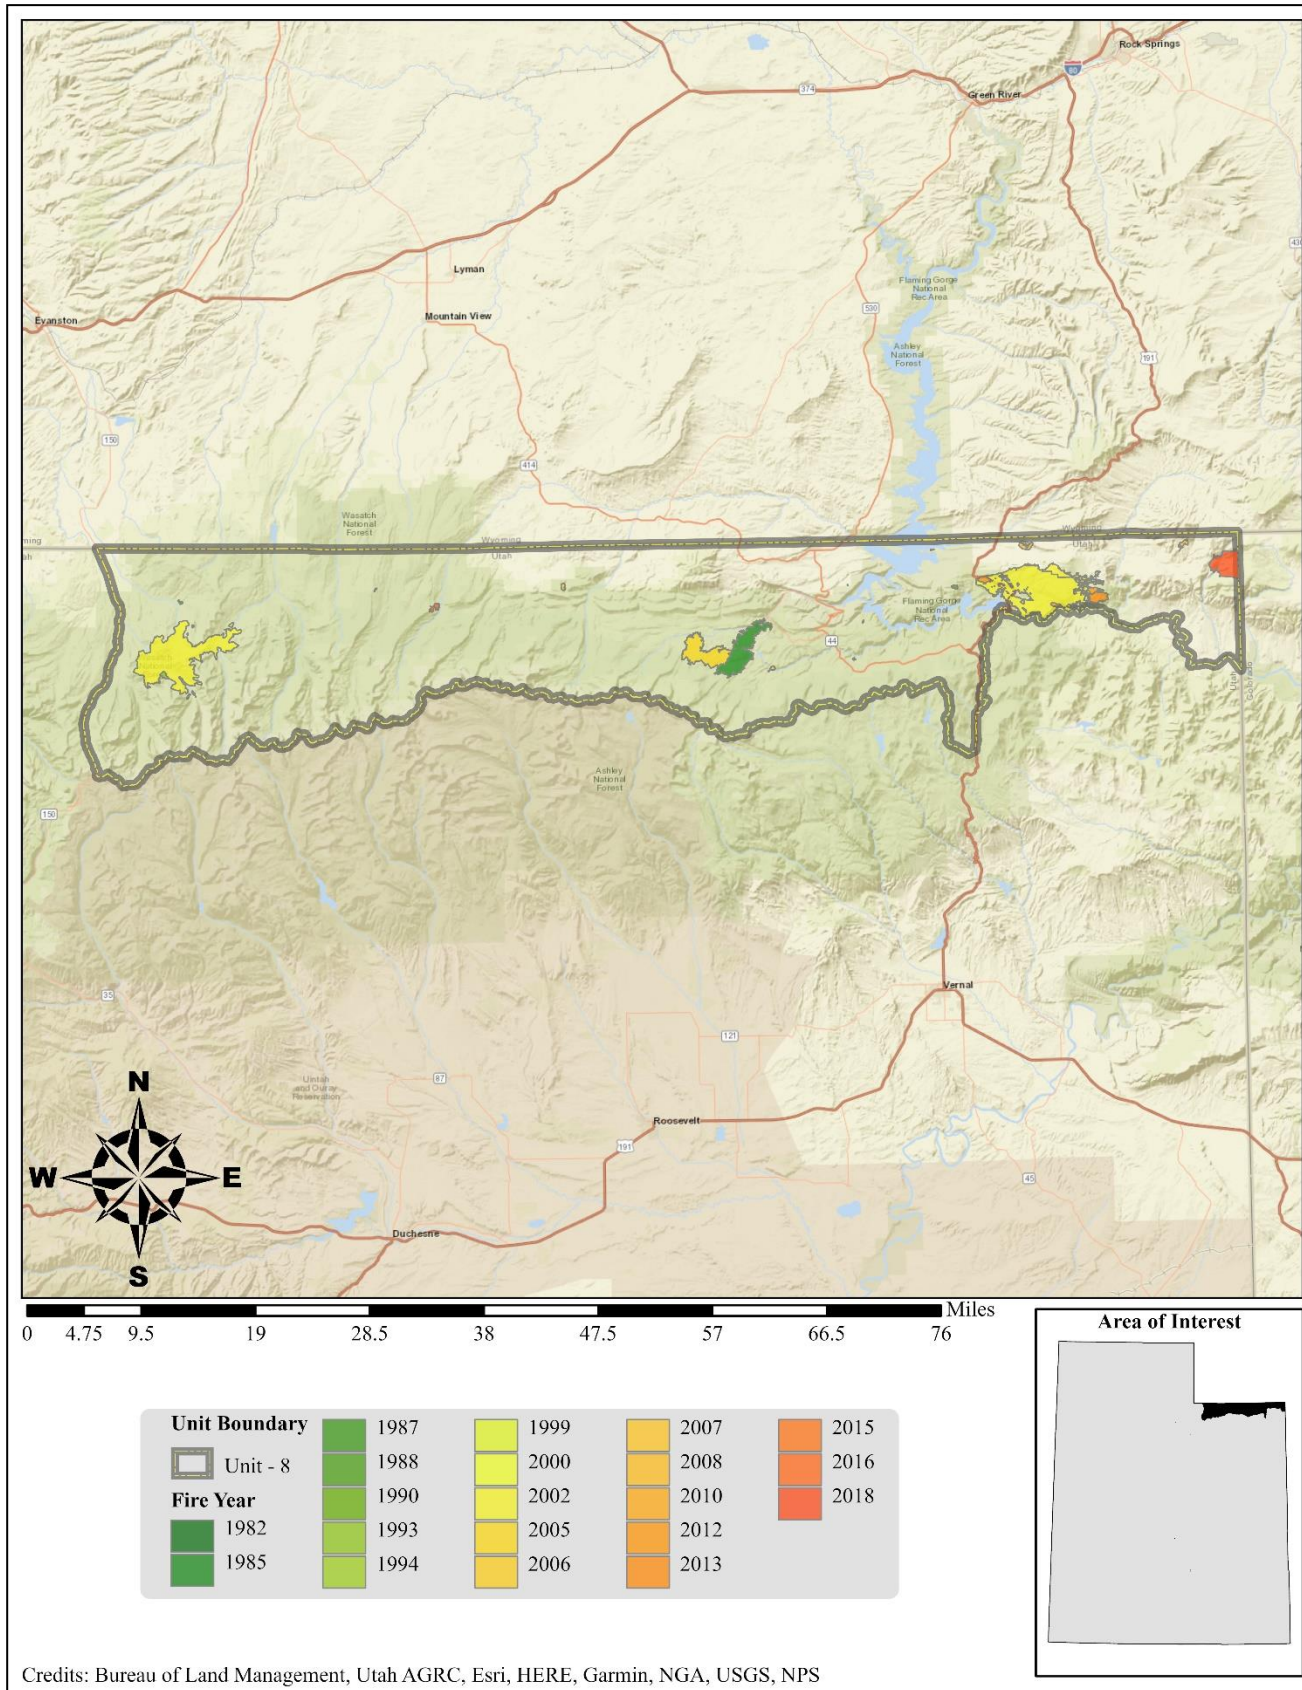 Rock Springs
80
Green River
374
430
Lyman
Flaming Gorge
National
Rec Area
530
Evanston
Mountain View
Ashley
National
Forest
191
150
414
Wasatch
National
Forest
Wyoming
Utah
Wyoming
Utah
Flaming Gorge
National
Rec Area
44
Utah
Colorado
Ashley
National
Forest
150
35
Vernal
121
Uintah
and Ouray
Reservation
87
N
Roosevelt
191
W
E
45
Duchesne
S
Miles
0 4.75 9.5 19 28.5 38 47.5 57 66.5 76
Area of Interest
Unit Boundary
Unit - 8
Fire Year
1982
1985
1987
1988
1990
1993
1994
1999
2000
2002
2005
2006
2007
2008
2010
2012
2013
2015
2016
2018
Credits: Bureau of Land Management, Utah AGRC, Esri, HERE, Garmin, NGA, USGS, NPS